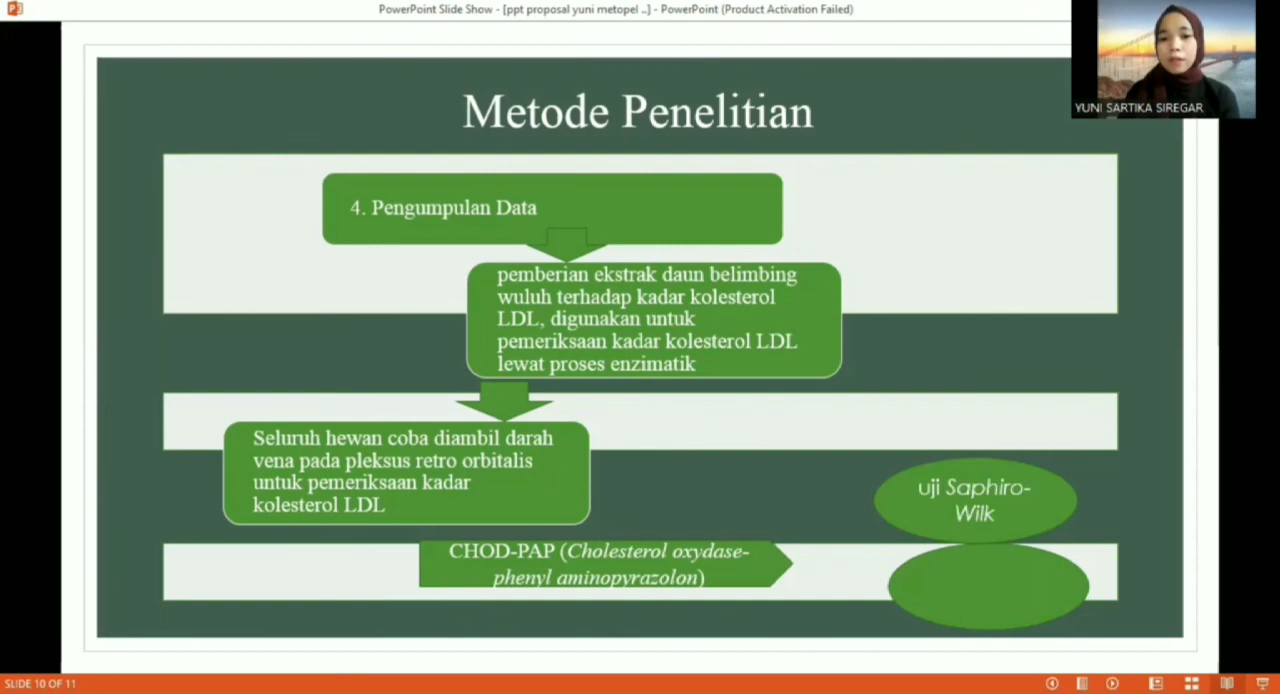 PowerPoint Slide Show - [ppt proposal yuni metopel ..] - PowerPoint (Product Activation Failed)
YUNI SARTIKA SIREGAR
Metode Penelitian
4. Pengumpulan Data
pemberian ekstrak daun belimbing
wuluh terhadap kadar kolesterol
LDL, digunakan untuk
pemeriksaan kadar kolesterol LDL
lewat proses enzimatik
Seluruh hewan coba diambil darah
vena pada pleksus retro orbitalis
untuk pemeriksaan kadar
kolesterol LDL
uji Saphiro-
Wilk
CHOD-PAP (Cholesterol oxydase-
phenyl aminopyrazolon)
SLIDE 10 OF 11